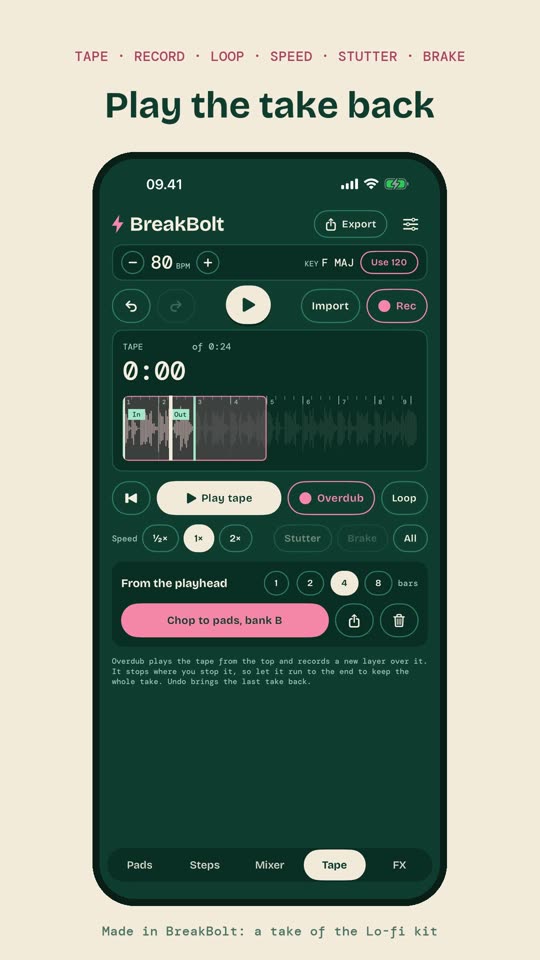 TAPE · RECORD · LOOP · SPEED · STUTTER · BRAKE
Play the take back
09.41
BreakBolt
Export
− 80 BPM +
KEY F MAJ
Use 120
Import
Rec
TAPE
of 0:24
0:00
1 2 3 4 5 6 7 8 9
In
Out
Play tape
Overdub
Loop
Speed
½×
1×
2×
Stutter
Brake
All
From the playhead
1 2 4 8 bars
Chop to pads, bank B
Overdub plays the tape from the top and records a new layer over it.
It stops where you stop it, so let it run to the end to keep the
whole take. Undo brings the last take back.
Pads
Steps
Mixer
Tape
FX
Made in BreakBolt: a take of the Lo-fi kit